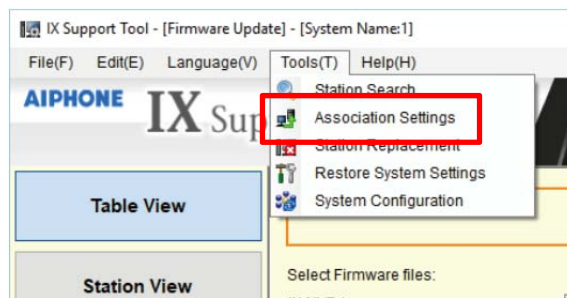 IX Support Tool - [Firmware Update] - [System Name:1]
File(F) Edit(E) Language(V) Tools(T) Help(H)
AIPHONE IX Sup
Station Search
Association Settings
Station Replacement
Restore System Settings
System Configuration
Table View
Station View
Select Firmware files: